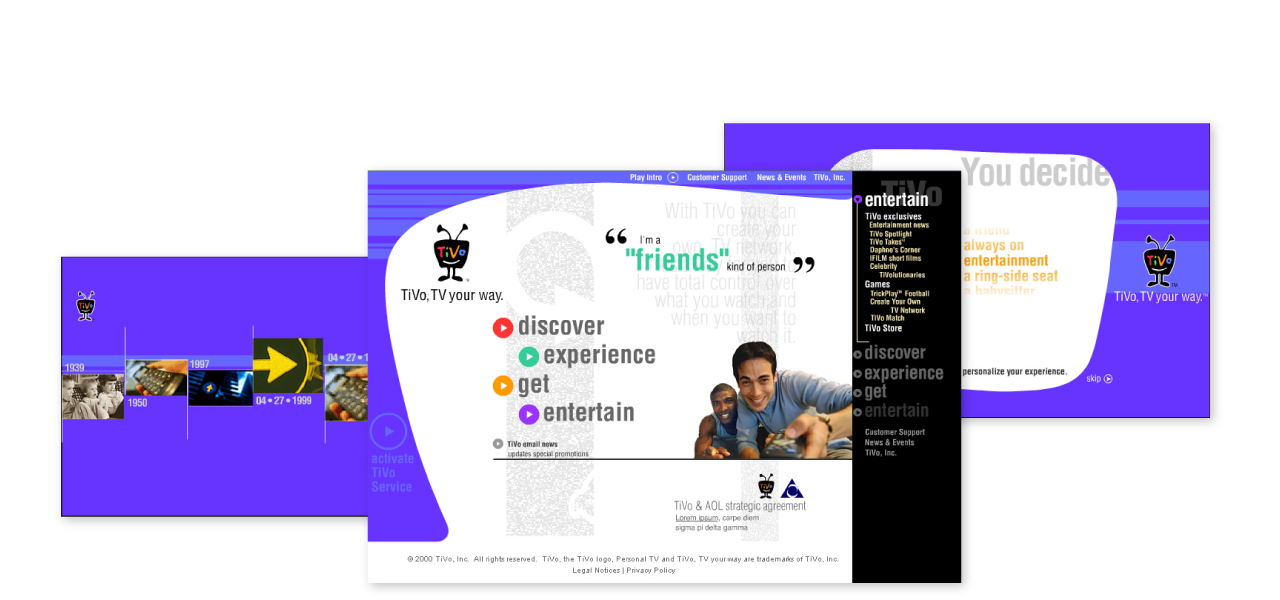 TiVo
1939
1950
1997
04 • 27 • 1999
04 • 27 • 1
Play Intro
Customer Support
News & Events
TiVo, Inc.
TiVo
TiVo, TV your way.
With TiVo you can
create your
own TV network,
have total control over
what you watch and
when you want to
watch it.
“ I'm a
"friends"
kind of person ”
discover
experience
get
entertain
TiVo email news
updates special promotions
activate
TiVo
Service
TiVo
TiVo & AOL strategic agreement
Lorem ipsum, carpe diem
sigma pi delta gamma
© 2000 TiVo, Inc. All rights reserved. TiVo, the TiVo logo, Personal TV and TiVo, TV your way are trademarks of TiVo, Inc.
Legal Notices | Privacy Policy
TiVo
entertain
TiVo exclusives
Entertainment news
TiVo Spotlight
TiVo Takes™
Daphne's Corner
IFILM short films
Celebrity
TiVolutionaries
Games
TrickPlay™ Football
Create Your Own
TV Network
TiVo Match
TiVo Store
discover
experience
get
entertain
Customer Support
News & Events
TiVo, Inc.
You decide
a friend
always on
entertainment
a ring-side seat
a babysitter
personalize your experience.
TiVo
TiVo, TV your way.™
skip